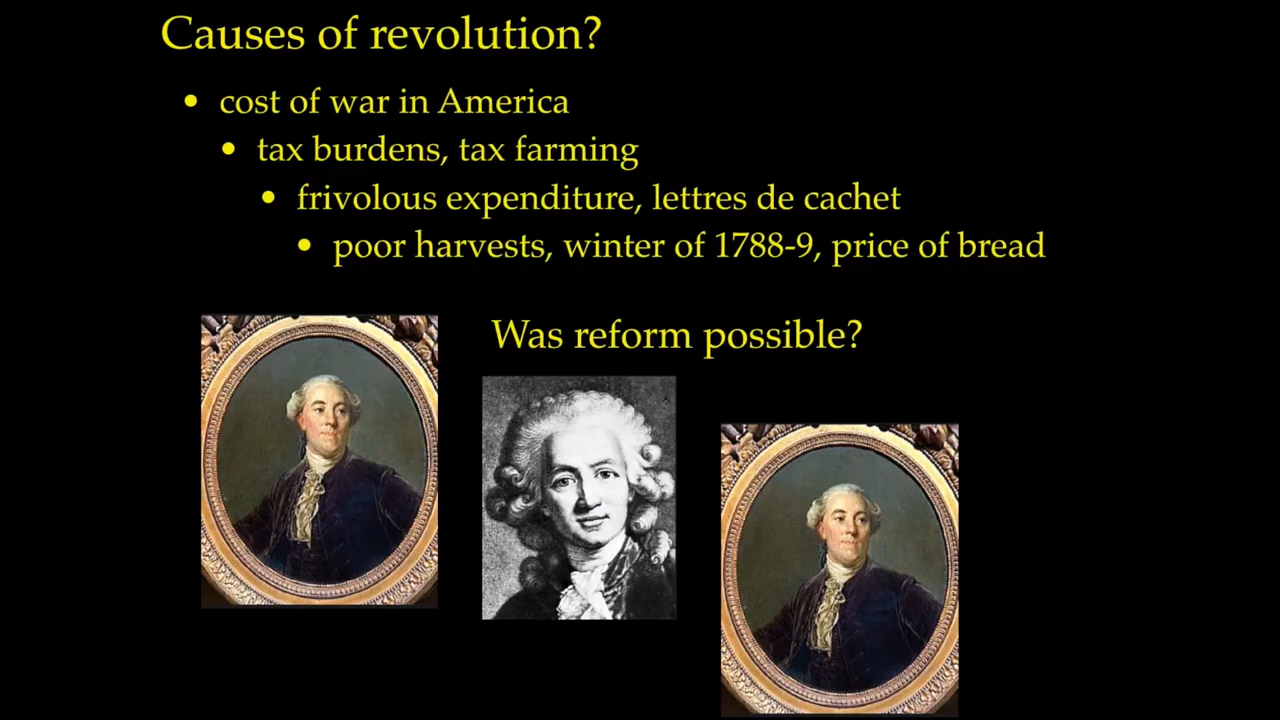 Causes of revolution?
• cost of war in America
• tax burdens, tax farming
• frivolous expenditure, lettres de cachet
• poor harvests, winter of 1788-9, price of bread
Was reform possible?